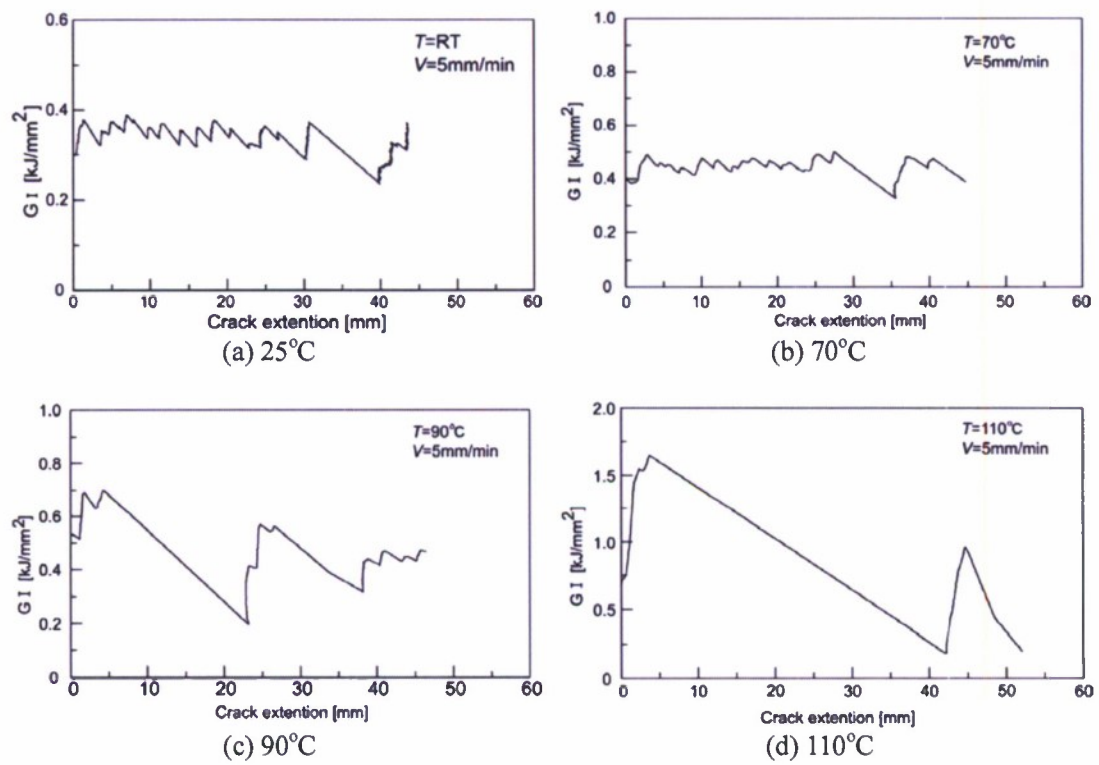 0.6
0.4
0.2
0
T=RT
V=5mm/min
G I [kJ/mm²]
0 10 20 30 40 50 60
Crack extention [mm]
(a) 25°C
1.0
0.8
0.6
0.4
0.2
0
T=70℃
V=5mm/min
G I [kJ/mm²]
0 10 20 30 40 50 60
Crack extention [mm]
(b) 70°C
1.0
0.8
0.6
0.4
0.2
0
T=90℃
V=5mm/min
G I [kJ/mm²]
0 10 20 30 40 50 60
Crack extention [mm]
(c) 90°C
2.0
1.5
1.0
0.5
0
T=110℃
V=5mm/min
G I [kJ/mm²]
0 10 20 30 40 50 60
Crack extention [mm]
(d) 110°C